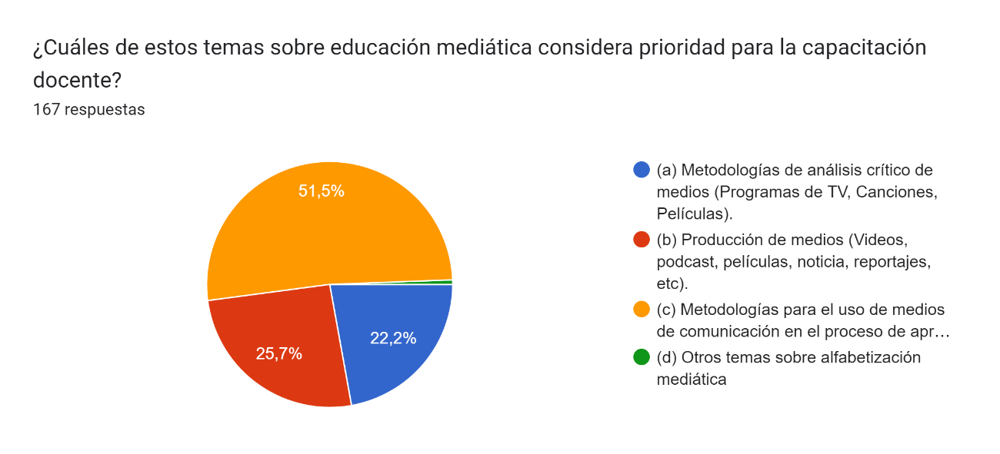 ¿Cuáles de estos temas sobre educación mediática considera prioridad para la capacitación
docente?
167 respuestas
51,5%
25,7%
22,2%
(a) Metodologías de análisis crítico de
medios (Programas de TV, Canciones,
Películas).
(b) Producción de medios (Videos,
podcast, películas, noticia, reportajes,
etc).
(c) Metodologías para el uso de medios
de comunicación en el proceso de apr…
(d) Otros temas sobre alfabetización
mediática